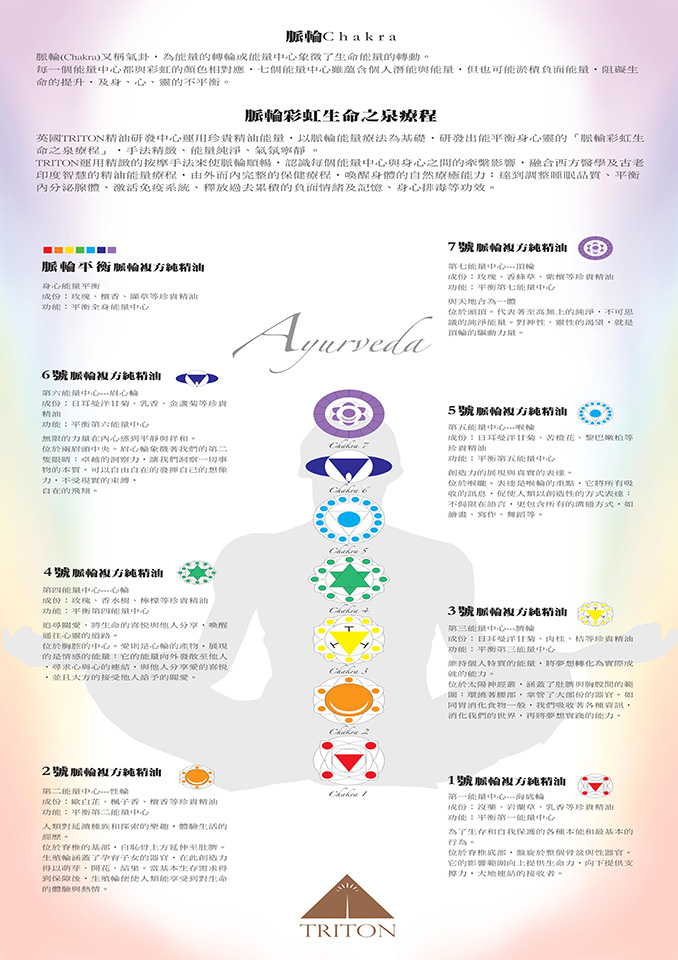 脈輪Chakra
脈輪(Chakra)又稱氣卦，為能量的轉輪或能量中心象徵了生命能量的轉動。
每一個能量中心都與彩虹的顏色相對應，七個能量中心雖蘊含個人潛能與能量，但也可能淤積負面能量，阻礙生
命的提升，及身、心、靈的不平衡。
脈輪彩虹生命之泉療程
英國TRITON精油研發中心運用珍貴精油能量，以脈輪能量療法為基礎，研發出能平衡身心靈的「脈輪彩虹生
命之泉療程」，手法精緻、能量純淨、氣氛寧靜。
TRITON運用精緻的按摩手法來使脈輪順暢，認識每個能量中心與身心之間的牽繫影響，融合西方醫學及古老
印度智慧的精油能量療程，由外而內完整的保健療程，喚醒身體的自然療癒能力；達到調整睡眠品質、平衡
內分泌腺體、激活免疫系統、釋放過去累積的負面情緒及記憶、身心排毒等功效。
脈輪平衡脈輪複方純精油
身心能量平衡
成份：玫瑰、檀香、纈草等珍貴精油
功能：平衡全身能量中心
7號脈輪複方純精油
第七能量中心---頂輪
成份：玫瑰、香蜂草、紫檀等珍貴精油
功能：平衡第七能量中心
與天地合為一體
位於頭頂。代表著至高無上的純淨，不可思
議的純淨能量。對神性、靈性的渴望，就是
頂輪的驅動力量。
Ayurveda
6號脈輪複方純精油
第六能量中心---眉心輪
成份：日耳曼洋甘菊、乳香、金盞菊等珍貴
精油
功能：平衡第六能量中心
無限的力量在內心感到平靜與祥和。
位於兩眉頭中央。眉心輪象徵著我們的第二
隻眼睛：卓越的洞察力，讓我們洞察一切事
物的本質。可以自由自在的發揮自己的想像
力，不受現實的束縛，
自在的飛翔。
5號脈輪複方純精油
第五能量中心---喉輪
成份：日耳曼洋甘菊、苦橙花、黎巴嫩柏等
珍貴精油
功能：平衡第五能量中心
創造力的展現與真實的表達。
位於喉嚨。表達是喉輪的重點，它將所有吸
收的訊息，促使人類以創造性的方式表達：
不侷限在語言，更包含所有的溝通方式，如
繪畫、寫作、舞蹈等。
4號脈輪複方純精油
第四能量中心---心輪
成份：玫瑰、香水樹、檸檬等珍貴精油
功能：平衡第四能量中心
追尋關愛，將生命的喜悅與他人分享，喚醒
通往心靈的道路。
位於胸腔的中心。愛則是心輪的產物，展現
的是情感的能量：它的能量向外發散至他人
，尋求心與心的連結，與他人分享愛的喜悅
，並且大方的接受他人給予的關愛。
3號脈輪複方純精油
第三能量中心---臍輪
成份：日耳曼洋甘菊、肉桂、桔等珍貴精油
功能：平衡第三能量中心
維持個人特質的能量，將夢想轉化為實際成
就的能力。
位於太陽神經叢，涵蓋了肚臍與胸膛間的範
圍：環繞著腰部，掌管了大部份的器官。如
同胃消化食物一般，我們吸收著各種資訊，
消化我們的世界，再將夢想實踐的能力。
2號脈輪複方純精油
第二能量中心---性輪
成份：歐白芷、楓子香、檀香等珍貴精油
功能：平衡第二能量中心
人類對延續種族和探索的樂趣，體驗生活的
經歷。
位於脊椎的基部，自恥骨上方延伸至肚臍。
生殖輪涵蓋了孕育子女的器官，在此創造力
得以萌芽、開花、結果。當基本生存需求得
到保障後，生殖輪便使人類能享受到對生命
的體驗與熱情。
1號脈輪複方純精油
第一能量中心---海底輪
成份：沒藥、岩蘭草、乳香等珍貴精油
功能：平衡第一能量中心
為了生存和自我保護的各種本能和最基本的
行為。
位於脊椎底部，盤旋於整個骨盆與性器官。
它的影響範圍向上提供生命力，向下提供支
撐力，大地連結的接收者。
Chakra 7
Chakra 6
Chakra 5
Chakra 4
Chakra 3
Chakra 2
Chakra 1
TRITON